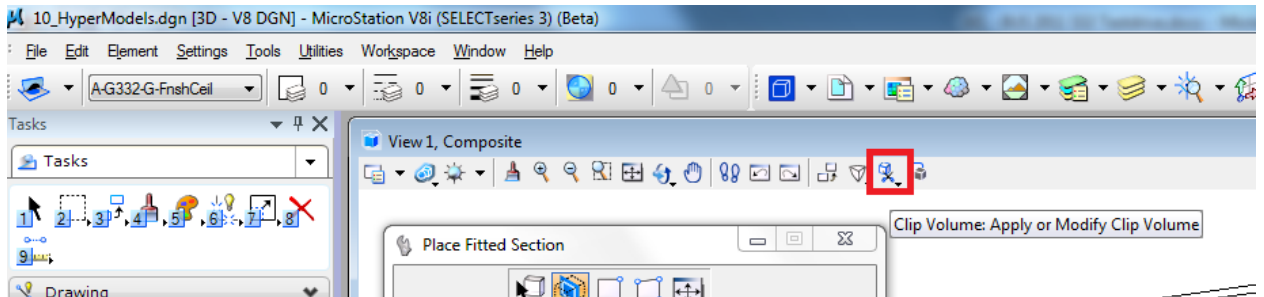 10_HyperModels.dgn [3D - V8 DGN] - MicroStation V8i (SELECTseries 3) (Beta)
File Edit Element Settings Tools Utilities Workspace Window Help
A-G332-G-FnshCeil 0 0 0 0 0
Tasks
View 1, Composite
Tasks
1 2 3 4 5 6 7 8
Clip Volume: Apply or Modify Clip Volume
Place Fitted Section
9
Drawing